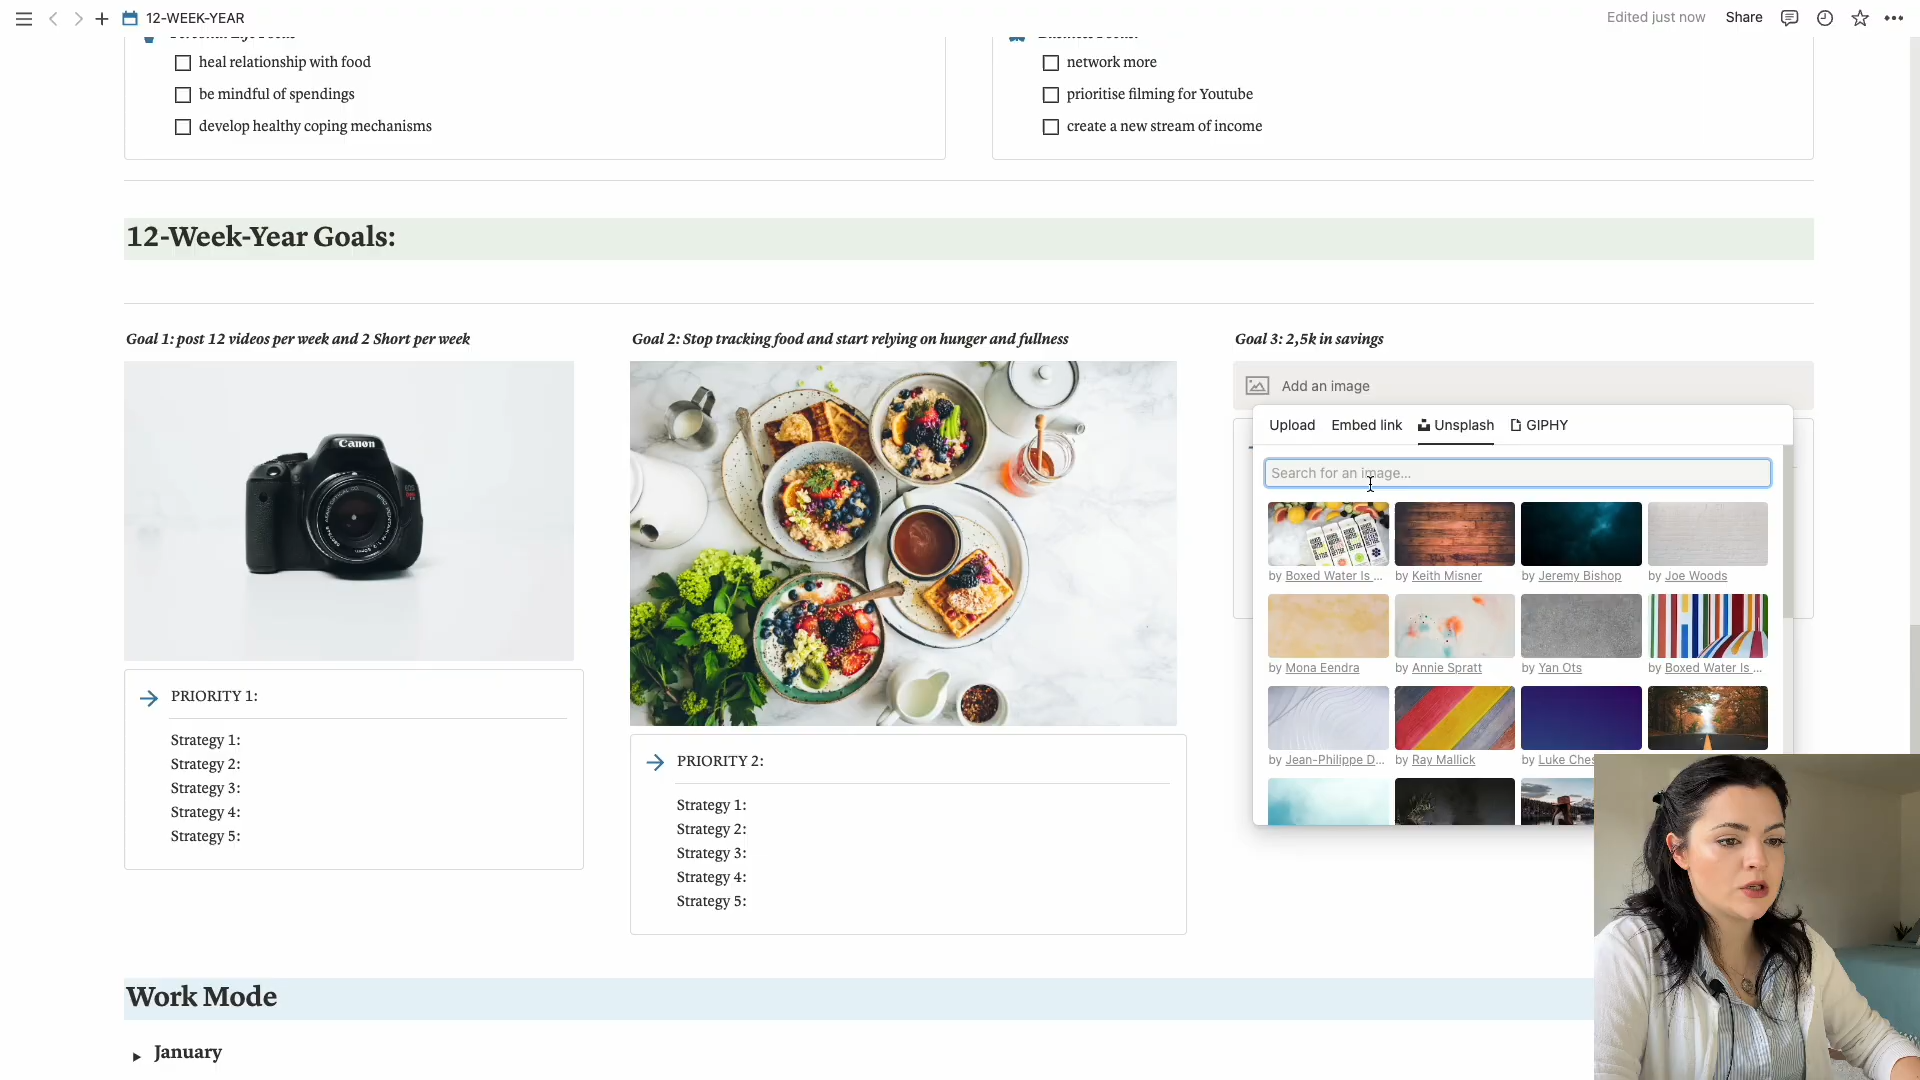 12-WEEK-YEAR
Edited just now
Share
heal relationship with food
be mindful of spendings
develop healthy coping mechanisms
network more
prioritise filming for Youtube
create a new stream of income
12-Week-Year Goals:
Goal 1: post 12 videos per week and 2 Short per week
Canon
PRIORITY 1:
Strategy 1:
Strategy 2:
Strategy 3:
Strategy 4:
Strategy 5:
Goal 2: Stop tracking food and start relying on hunger and fullness
PRIORITY 2:
Strategy 1:
Strategy 2:
Strategy 3:
Strategy 4:
Strategy 5:
Goal 3: 2,5k in savings
Add an image
Upload Embed link Unsplash GIPHY
Search for an image...
by Boxed Water Is ... by Keith Misner by Jeremy Bishop by Joe Woods
by Mona Eendra by Annie Spratt by Yan Ots by Boxed Water Is ...
by Jean-Philippe D... by Ray Mallick by Luke Ches
Work Mode
January